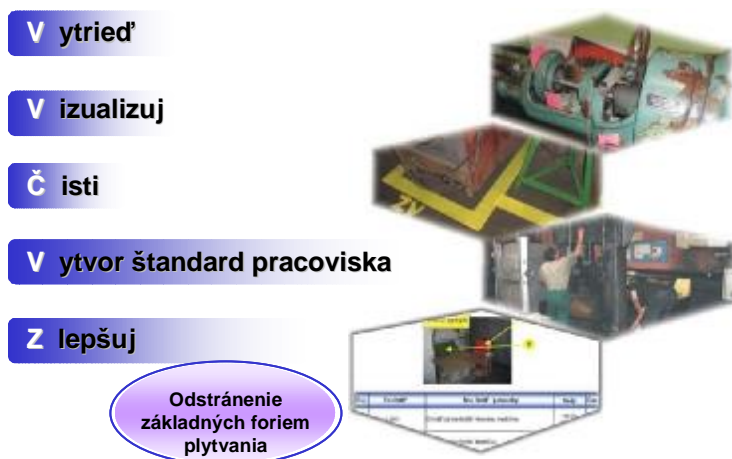 V ytrieď
V izualizuj
Č isti
V ytvor štandard pracoviska
Z lepšuj
Odstránenie
základných foriem
plytvania